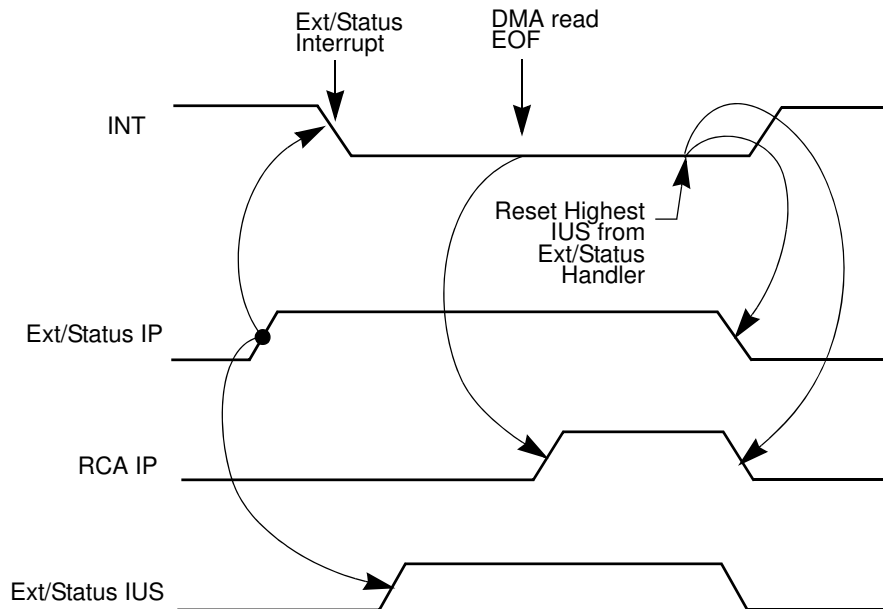 Ext/Status
Interrupt
DMA read
EOF
INT
Reset Highest
IUS from
Ext/Status
Handler
Ext/Status IP
RCA IP
Ext/Status IUS